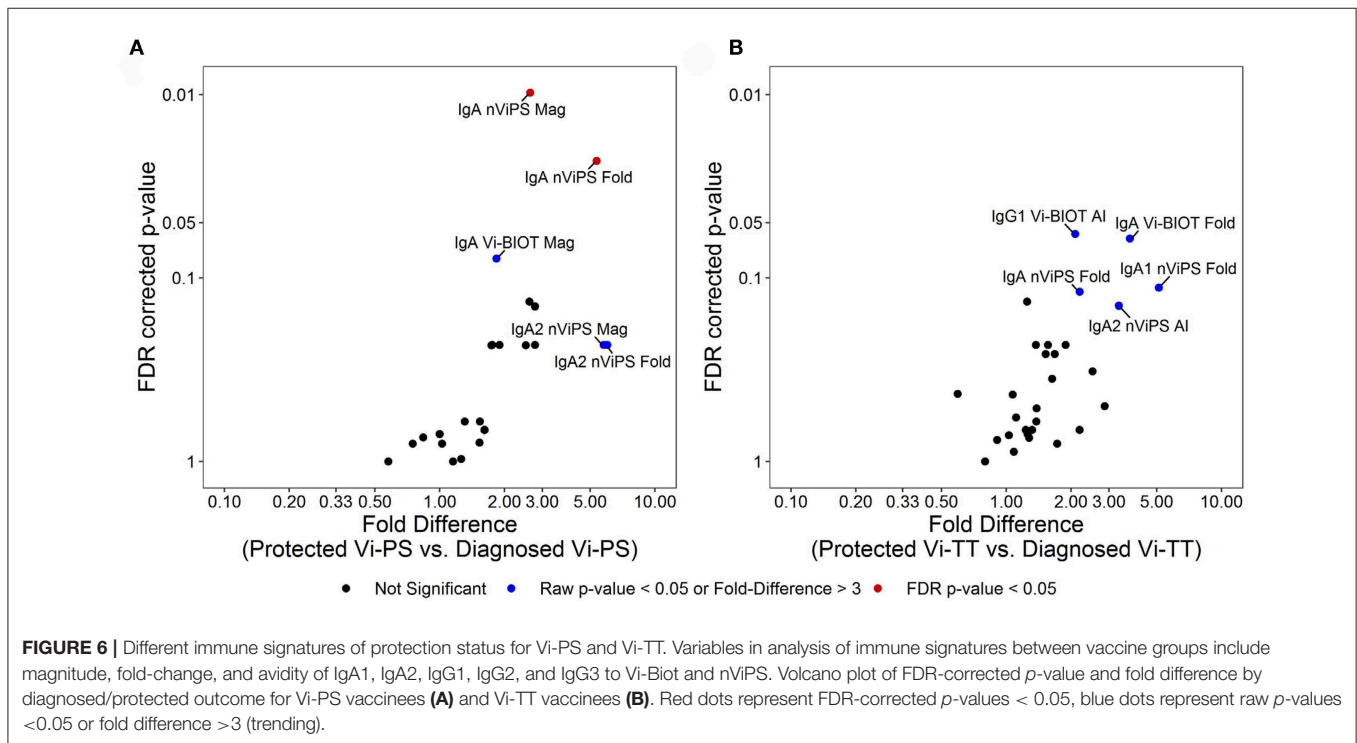 A
B
FDR corrected p-value
0.01
0.05
0.1
1
IgA nViPS Mag
IgA nViPS Fold
IgA Vi-BIOT Mag
IgA2 nViPS Mag
IgA2 nViPS Fold
0.10 0.20 0.33 0.50 1.00 2.00 3.00 5.00 10.00
Fold Difference
(Protected Vi-PS vs. Diagnosed Vi-PS)
FDR corrected p-value
0.01
0.05
0.1
1
IgG1 Vi-BIOT AI
IgA Vi-BIOT Fold
IgA nViPS Fold
IgA1 nViPS Fold
IgA2 nViPS AI
0.10 0.20 0.33 0.50 1.00 2.00 3.00 5.00 10.00
Fold Difference
(Protected Vi-TT vs. Diagnosed Vi-TT)
Not Significant Raw p-value < 0.05 or Fold-Difference > 3 FDR p-value < 0.05
FIGURE 6 | Different immune signatures of protection status for Vi-PS and Vi-TT. Variables in analysis of immune signatures between vaccine groups include
magnitude, fold-change, and avidity of IgA1, IgA2, IgG1, IgG2, and IgG3 to Vi-Biot and nViPS. Volcano plot of FDR-corrected p-value and fold difference by
diagnosed/protected outcome for Vi-PS vaccinees (A) and Vi-TT vaccinees (B). Red dots represent FDR-corrected p-values < 0.05, blue dots represent raw p-values
<0.05 or fold difference >3 (trending).